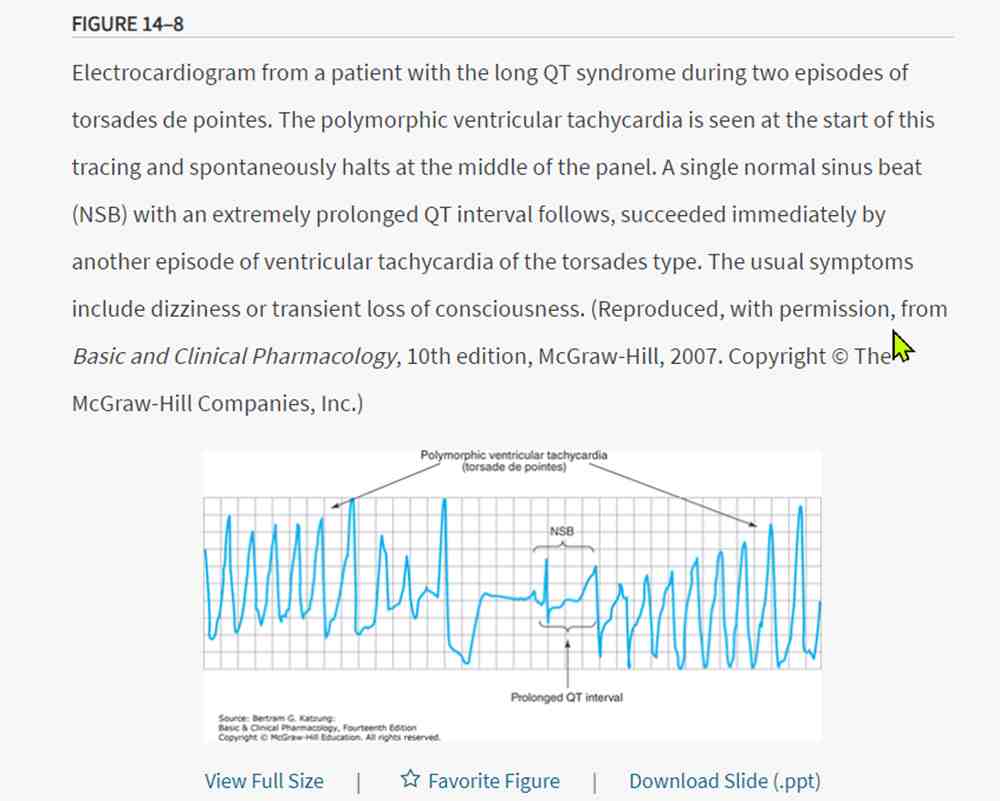 FIGURE 14–8
Electrocardiogram from a patient with the long QT syndrome during two episodes of
torsades de pointes. The polymorphic ventricular tachycardia is seen at the start of this
tracing and spontaneously halts at the middle of the panel. A single normal sinus beat
(NSB) with an extremely prolonged QT interval follows, succeeded immediately by
another episode of ventricular tachycardia of the torsades type. The usual symptoms
include dizziness or transient loss of consciousness. (Reproduced, with permission, from
Basic and Clinical Pharmacology, 10th edition, McGraw-Hill, 2007. Copyright © The
McGraw-Hill Companies, Inc.)
Polymorphic ventricular tachycardia
(torsade de pointes)
NSB
Prolonged QT interval
Source: Bertram G. Katzung:
Basic & Clinical Pharmacology, Fourteenth Edition
Copyright © McGraw-Hill Education. All rights reserved.
View Full Size | Favorite Figure | Download Slide (.ppt)